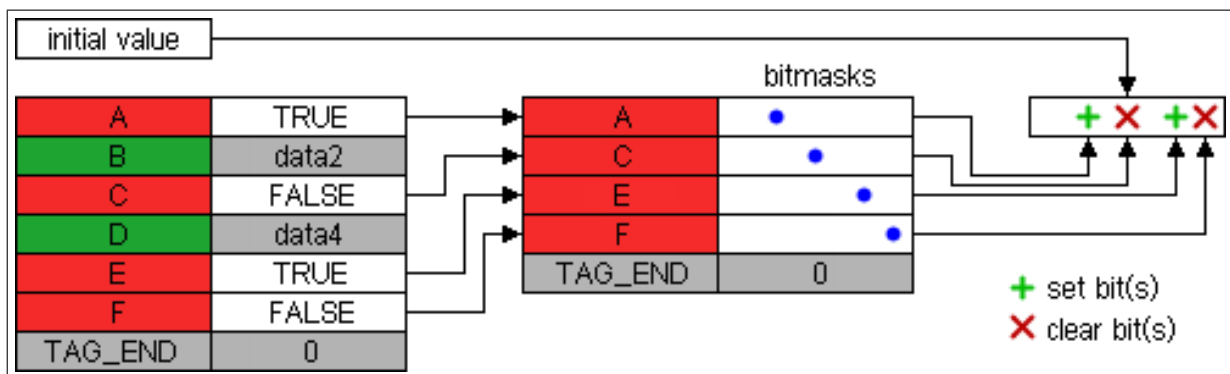 initial value
bitmasks
A TRUE
B data2
C FALSE
D data4
E TRUE
F FALSE
TAG_END 0
A
C
E
F
TAG_END 0
set bit(s)
clear bit(s)